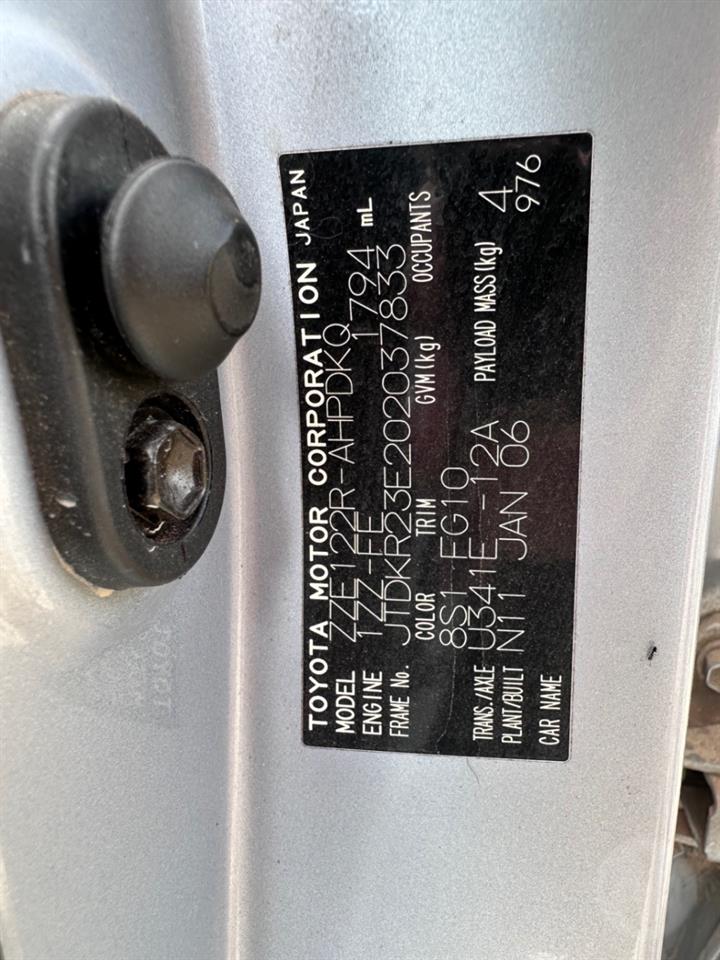 TOYOTA MOTOR CORPORATION JAPAN
MODEL ZZE122R-AHPDKQ
ENGINE 1ZZ-FE 1794 mL
FRAME No. JTDKR23E202037833
COLOR TRIM GVM(kg) OCCUPANTS
8S1 FG10 4
TRANS./AXLE U341E -12A PAYLOAD MASS(kg) 976
PLANT/BUILT N11 JAN 06
CAR NAME